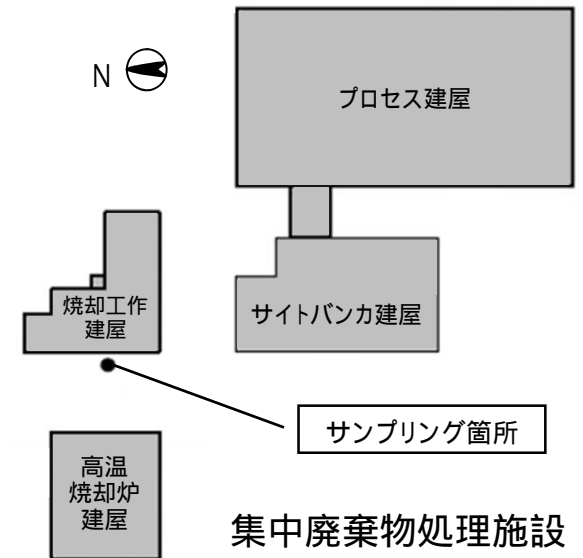 N
プロセス建屋
焼却工作
建屋
サイトバンカ建屋
サンプリング箇所
高温
焼却炉
建屋
集中廃棄物処理施設